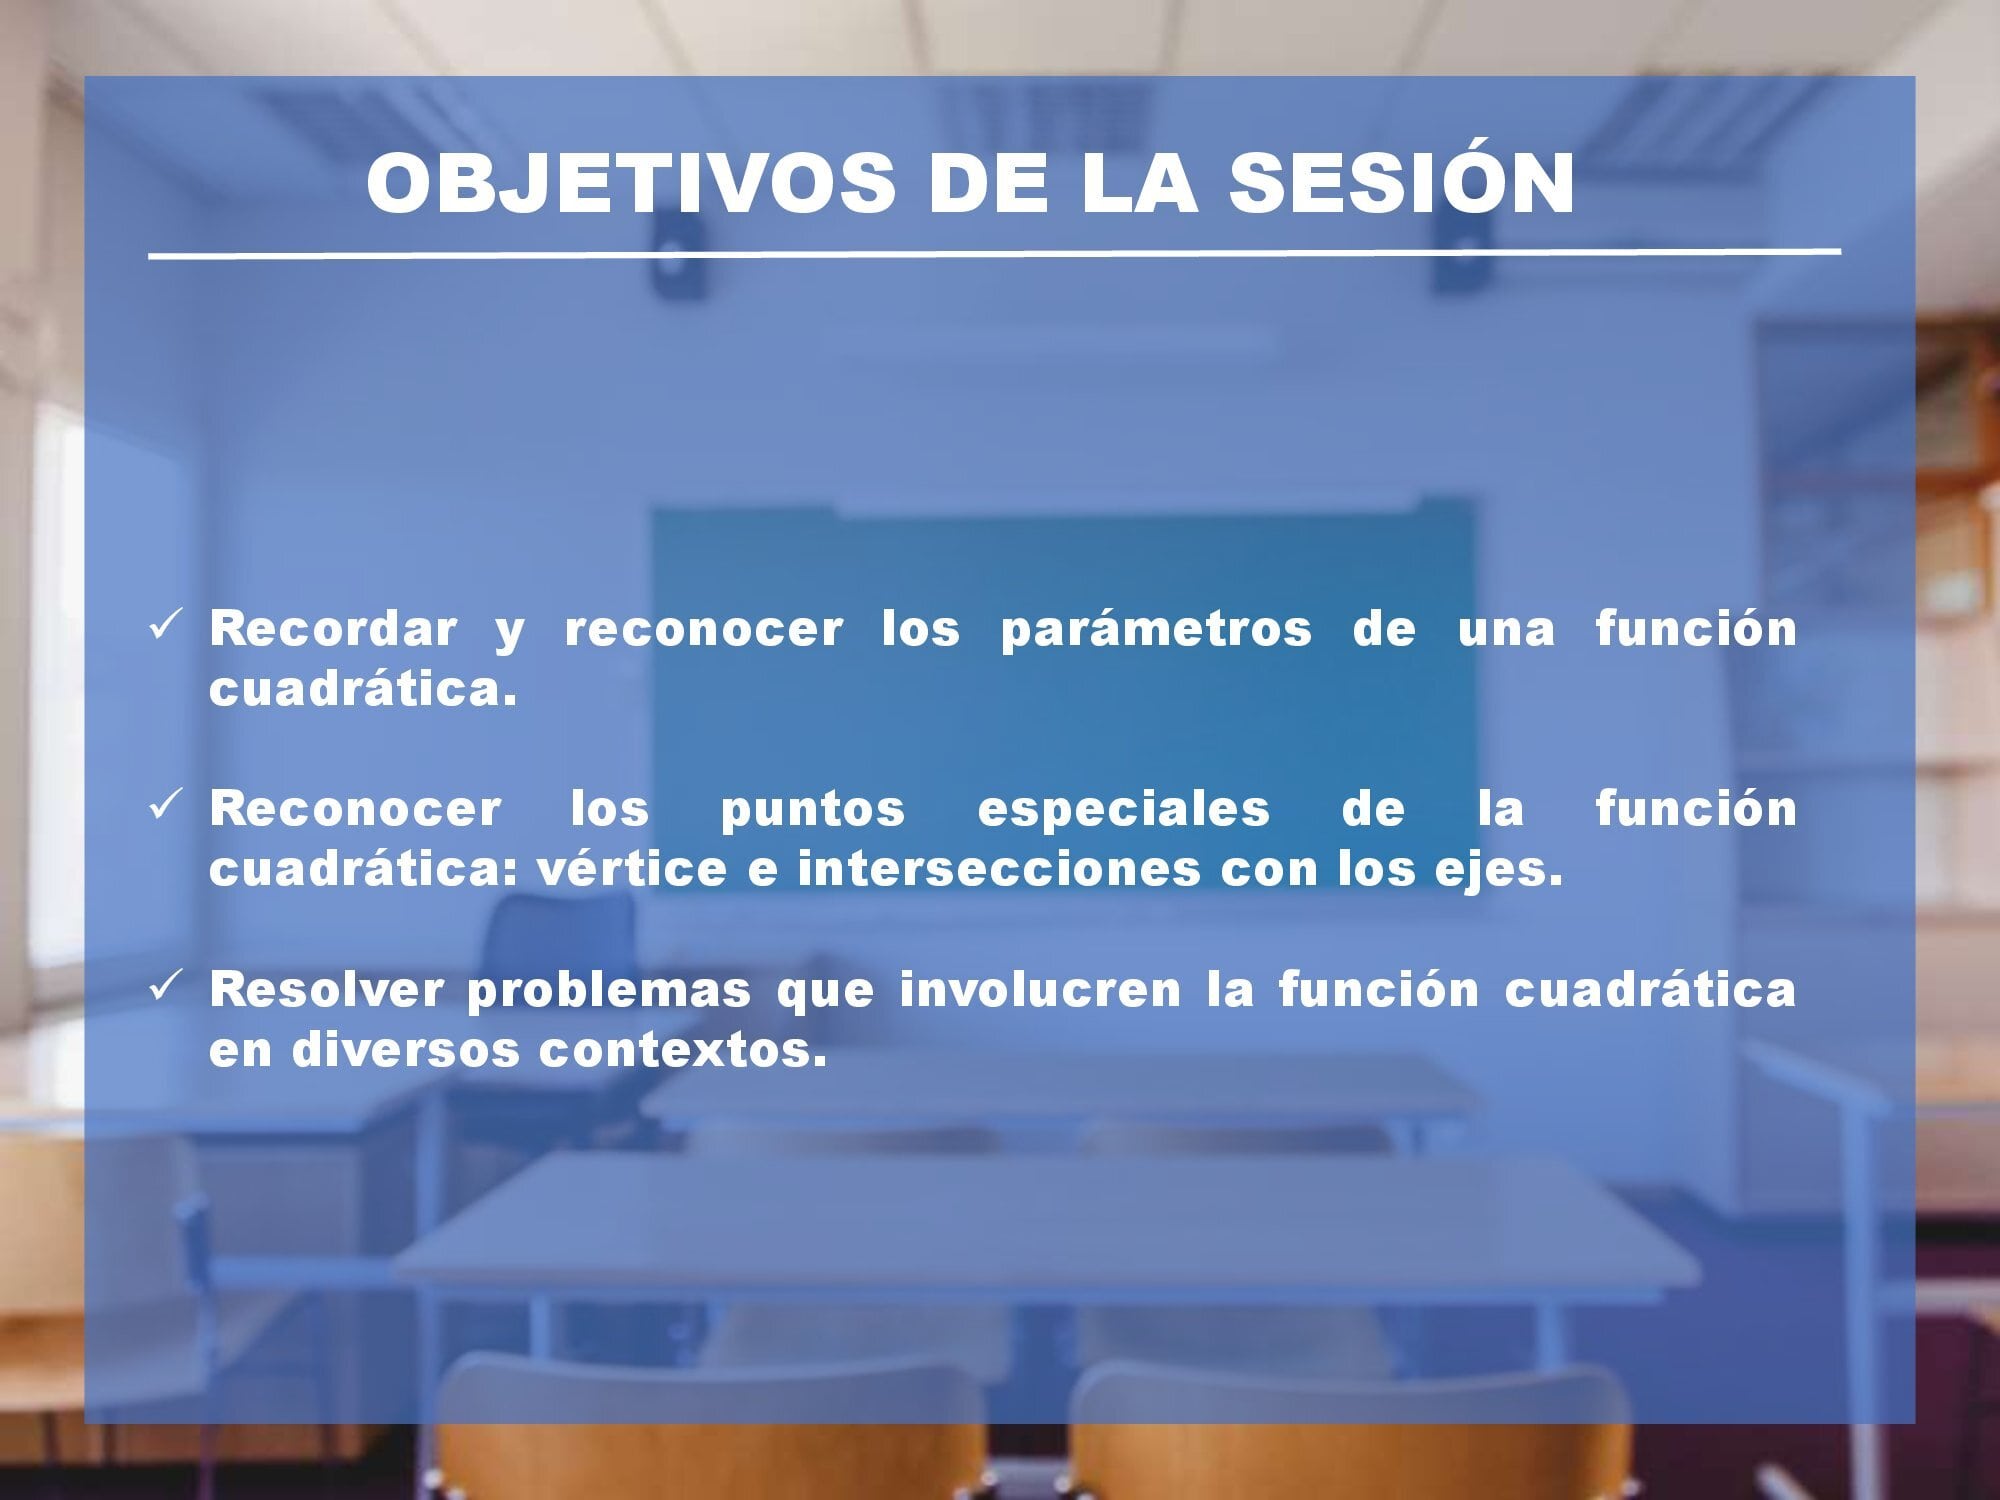 OBJETIVOS DE LA SESIÓN
✓ Recordar y reconocer los parámetros de una función
cuadrática.
✓ Reconocer los puntos especiales de la función
cuadrática: vértice e intersecciones con los ejes.
✓ Resolver problemas que involucren la función cuadrática
en diversos contextos.